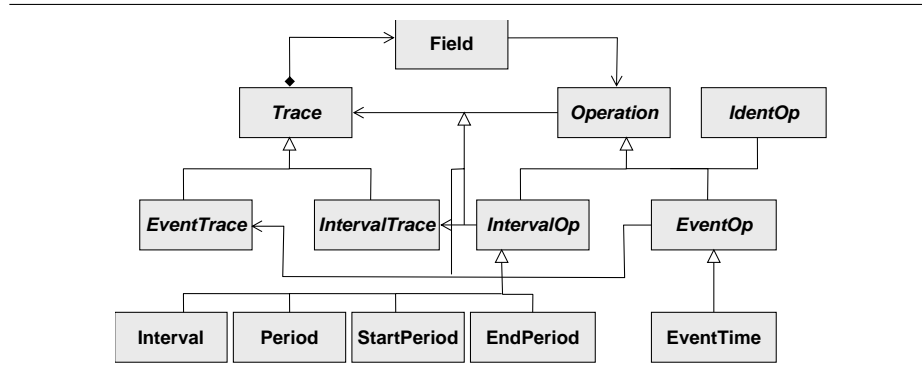 Field
Trace
Operation
IdentOp
EventTrace
IntervalTrace
IntervalOp
EventOp
Interval
Period
StartPeriod
EndPeriod
EventTime